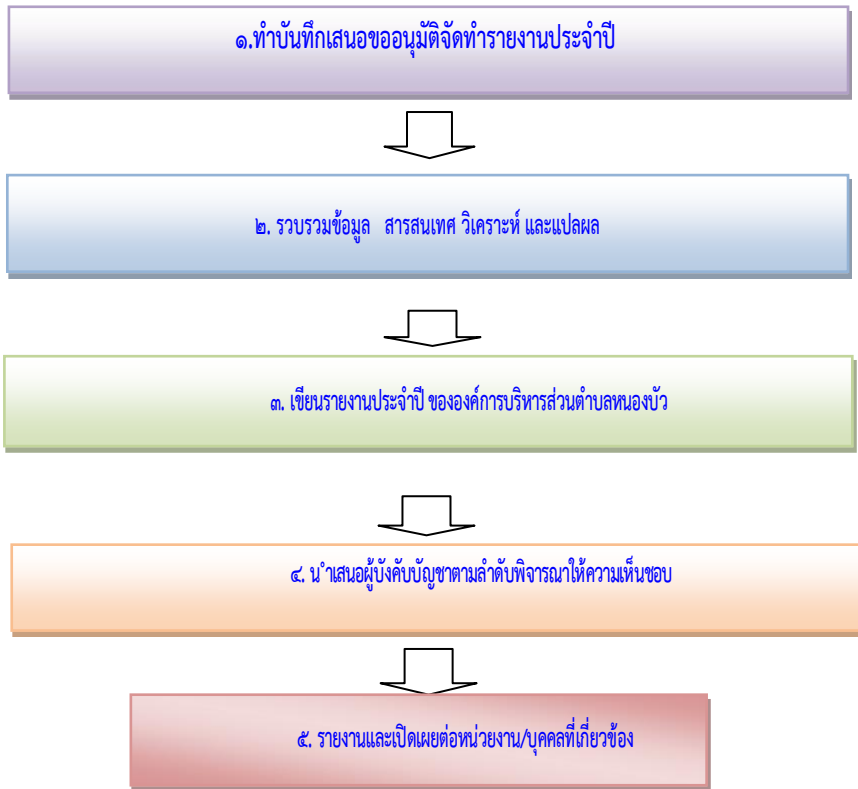 ๑.ทำบันทึกเสนอขออนุมัติจัดทำรายงานประจำปี
๒. รวบรวมข้อมูล สารสนเทศ วิเคราะห์ และแปลผล
๓. เขียนรายงานประจำปี ขององค์การบริหารส่วนตำบลหนองบัว
๔. นำเสนอผู้บังคับบัญชาตามลำดับพิจารณาให้ความเห็นชอบ
๕. รายงานและเปิดเผยต่อหน่วยงาน/บุคคลที่เกี่ยวข้อง